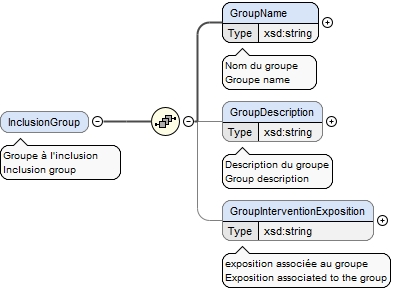 GroupName
Type xsd:string
Nom du groupe
Groupe name
InclusionGroup
Groupe à l'inclusion
Inclusion group
GroupDescription
Type xsd:string
Description du groupe
Group description
GroupInterventionExposition
Type xsd:string
exposition associée au groupe
Exposition associated to the group